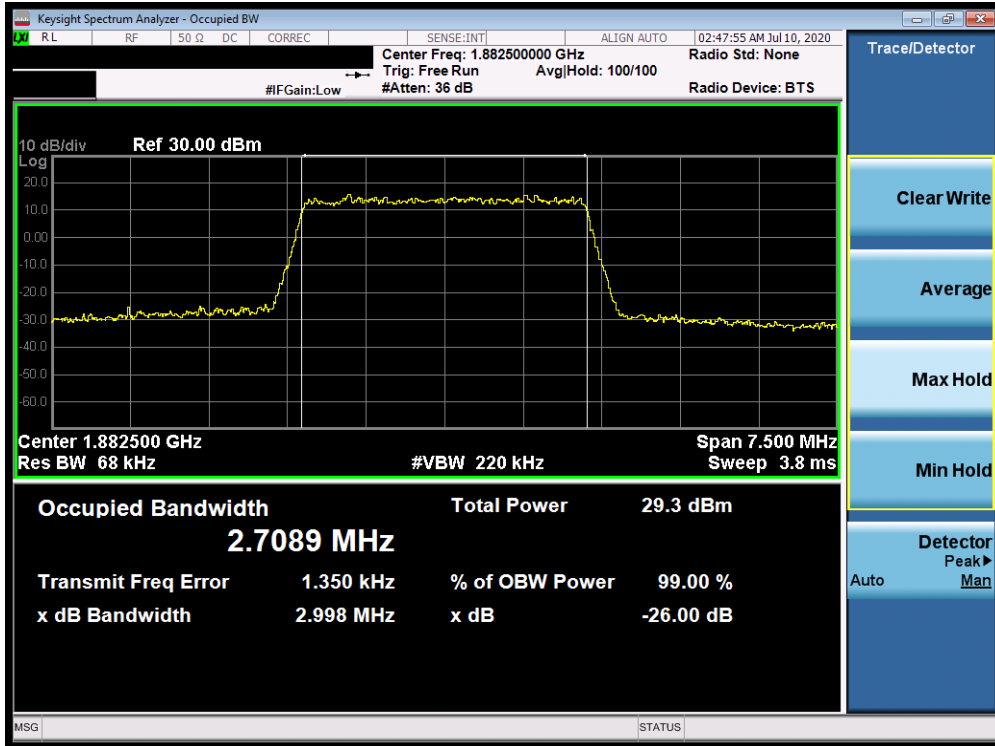 Keysight Spectrum Analyzer - Occupied BW
LXI RL RF 50 Ω DC CORREC SENSE:INT ALIGN AUTO 02:47:55 AM Jul 10, 2020
Center Freq: 1.882500000 GHz Radio Std: None
Trig: Free Run Avg|Hold: 100/100
#IFGain:Low #Atten: 36 dB Radio Device: BTS
Trace/Detector
10 dB/div Ref 30.00 dBm
Log
20.0
10.0
0.00
-10.0
-20.0
-30.0
-40.0
-50.0
-60.0
Center 1.882500 GHz Span 7.500 MHz
Res BW 68 kHz #VBW 220 kHz Sweep 3.8 ms
Occupied Bandwidth Total Power 29.3 dBm
2.7089 MHz
Transmit Freq Error 1.350 kHz % of OBW Power 99.00 %
x dB Bandwidth 2.998 MHz x dB -26.00 dB
Clear Write
Average
Max Hold
Min Hold
Detector
Peak▶
Auto Man
MSG STATUS